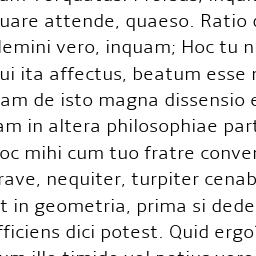 uare attende, quaeso. Ratio
lemini vero, inquam; Hoc tu n
ui ita affectus, beatum esse
am de isto magna dissensio e
am in altera philosophiae part
oc mihi cum tuo fratre conver
rave, nequiter, turpiter cenab
t in geometria, prima si dede
fficiens dici potest. Quid ergo?